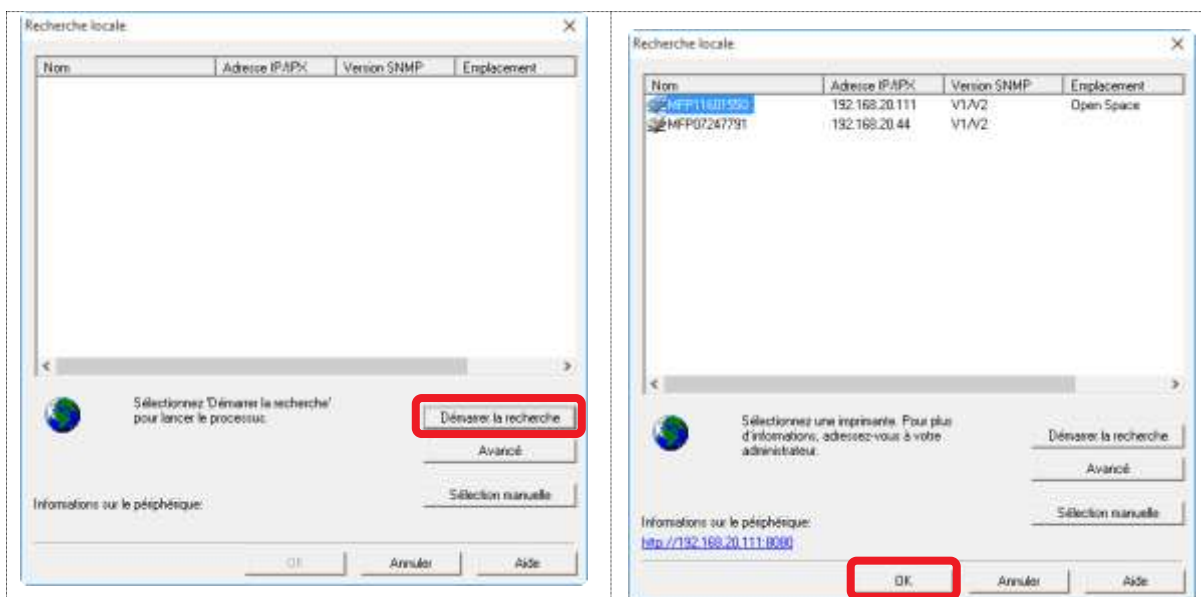 Recherche locale
Nom Adresse IP/IPX Version SNMP Emplacement
Sélectionnez 'Démarrer la recherche'
pour lancer le processus.
Démarrer la recherche
Avancé
Sélection manuelle
Informations sur le périphérique:
OK Annuler Aide
Recherche locale
Nom Adresse IP/IPX Version SNMP Emplacement
MFP11601550 192.168.20.111 V1/V2 Open Space
MFP07247791 192.168.20.44 V1/V2
Sélectionnez une imprimante. Pour plus
d'informations, adressez-vous à votre
administrateur.
Démarrer la recherche
Avancé
Sélection manuelle
Informations sur le périphérique:
http://192.168.20.111:8080
OK Annuler Aide